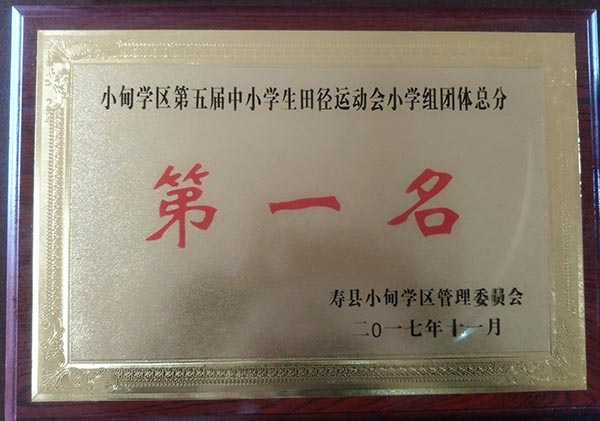 小甸学区第五届中小学生田径运动会小学组团体总分
第一名
寿县小甸学区管理委员会
二0一七年十一月